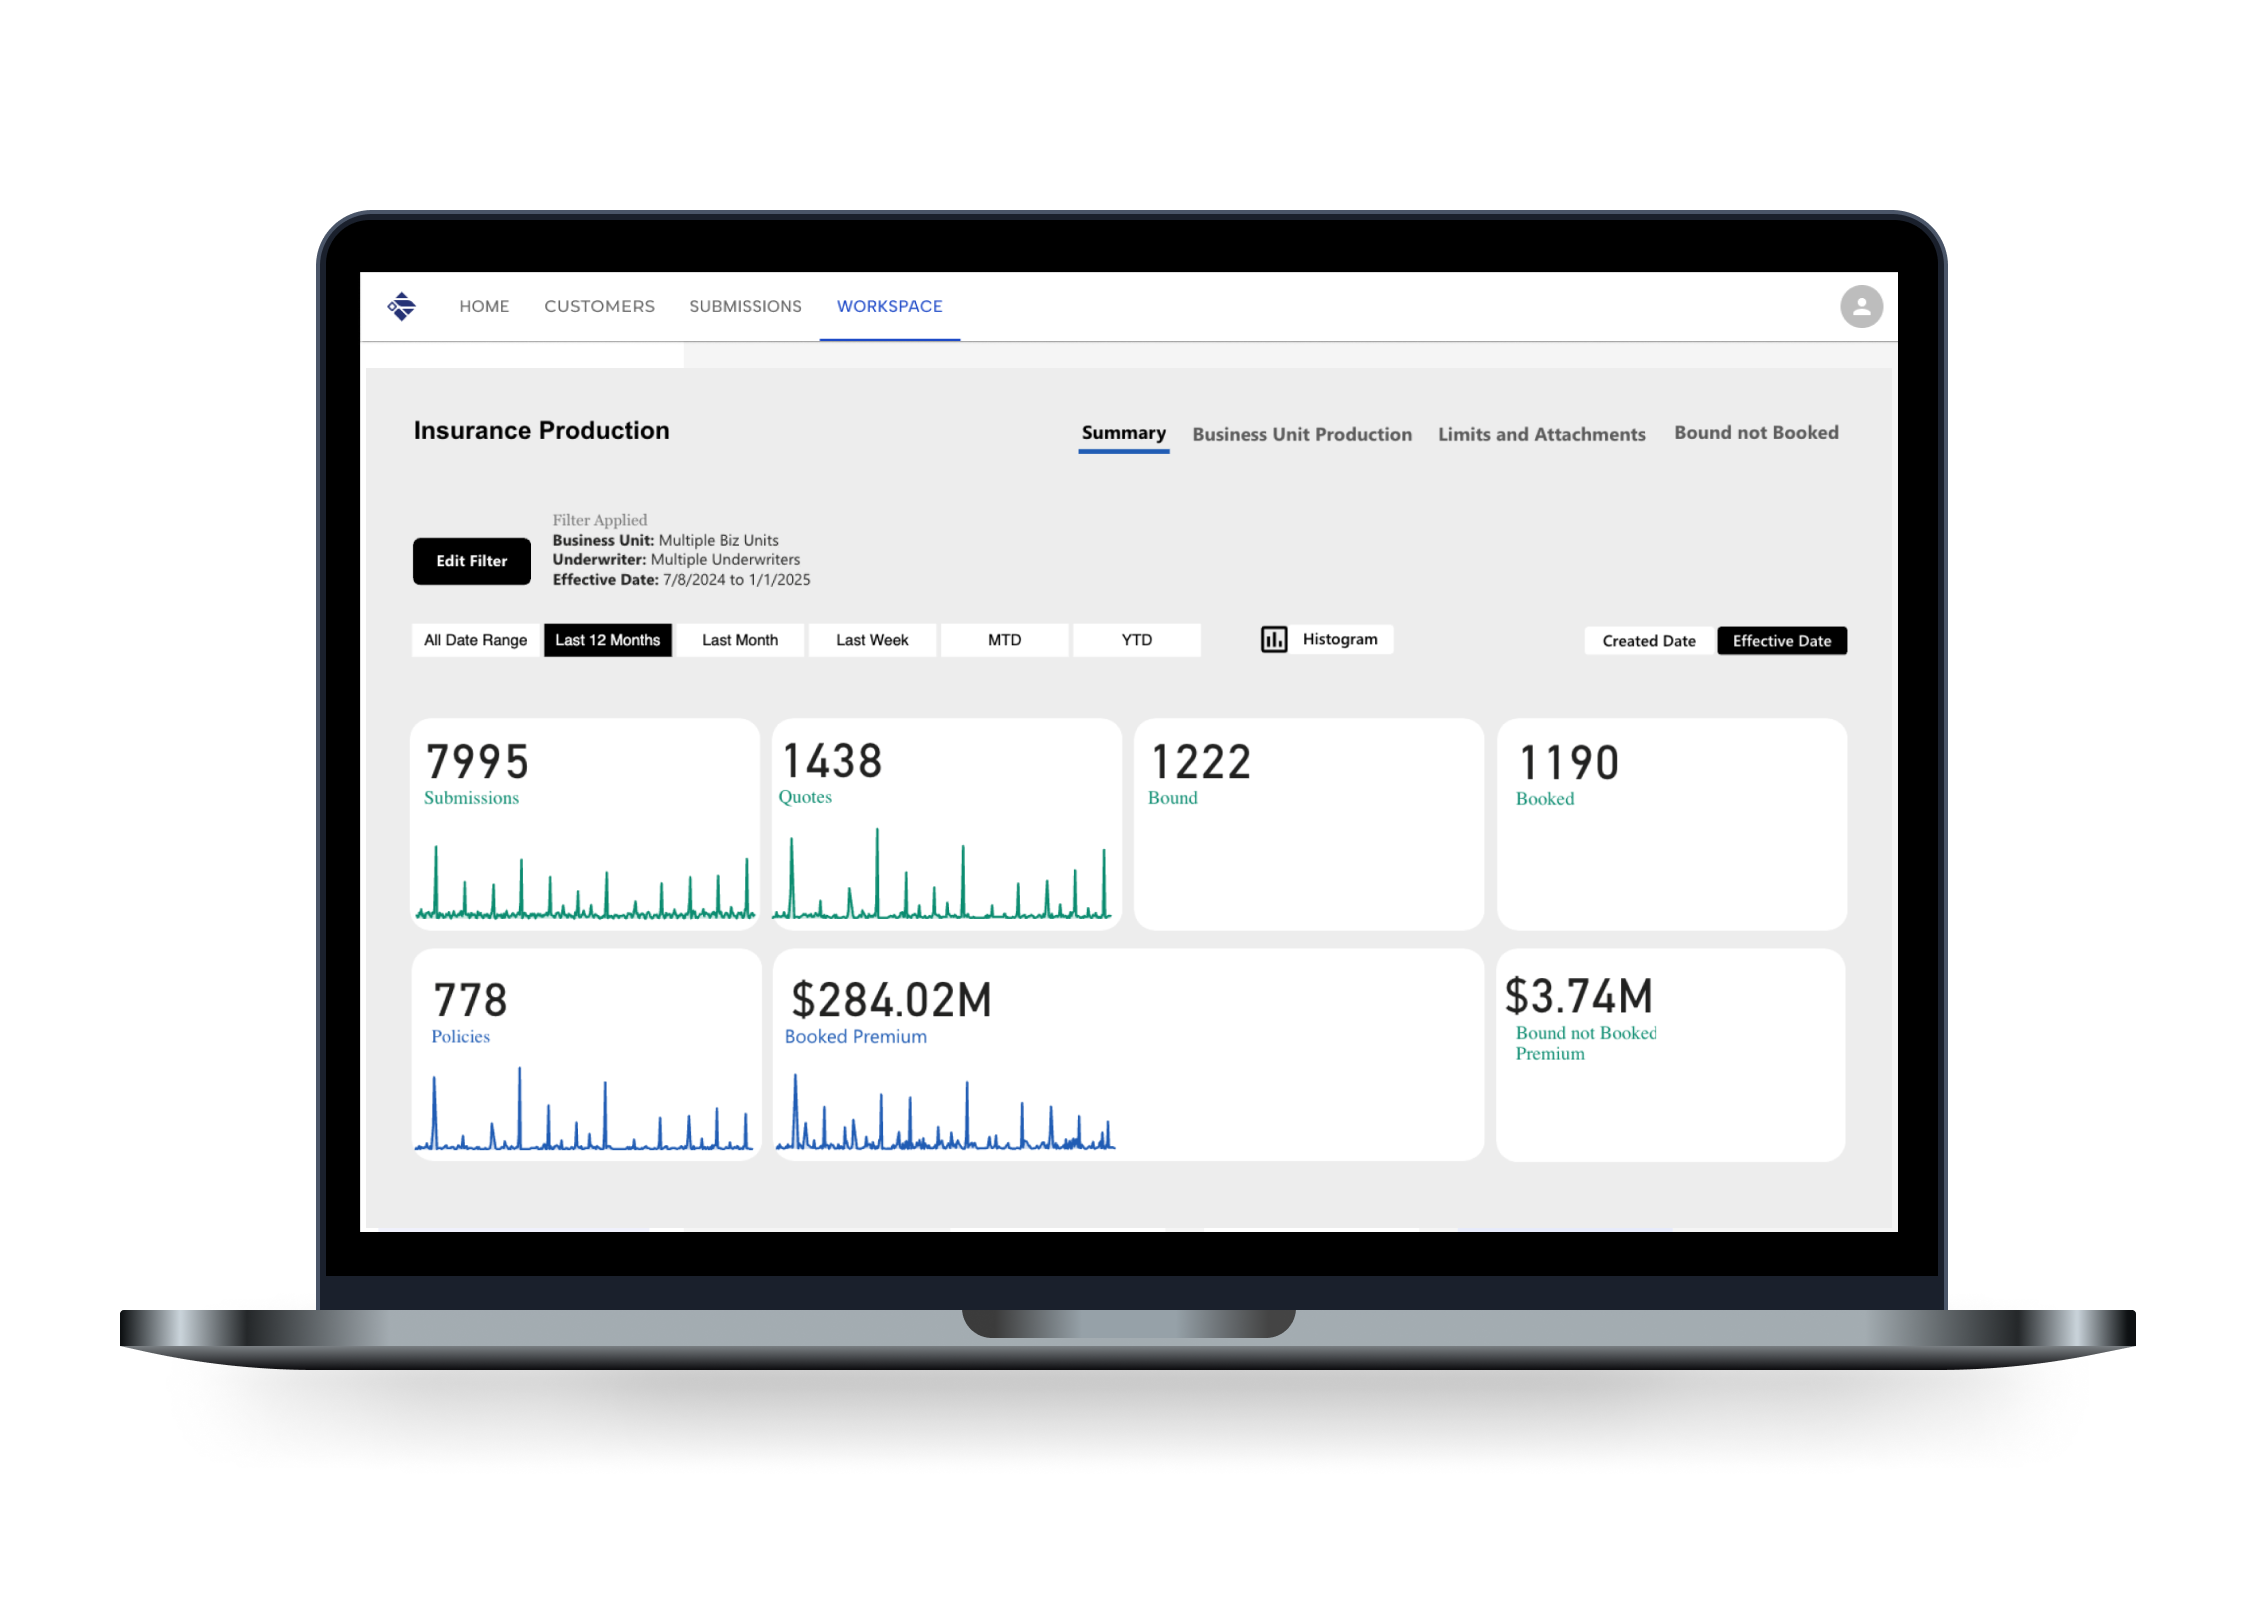 HOME CUSTOMERS SUBMISSIONS WORKSPACE
Insurance Production
Summary Business Unit Production Limits and Attachments Bound not Booked
Filter Applied
Business Unit: Multiple Biz Units
Underwriter: Multiple Underwriters
Effective Date: 7/8/2024 to 1/1/2025
Edit Filter
All Date Range Last 12 Months Last Month Last Week MTD YTD Histogram Created Date Effective Date
7995
Submissions
1438
Quotes
1222
Bound
1190
Booked
778
Policies
$284.02M
Booked Premium
$3.74M
Bound not Booked
Premium